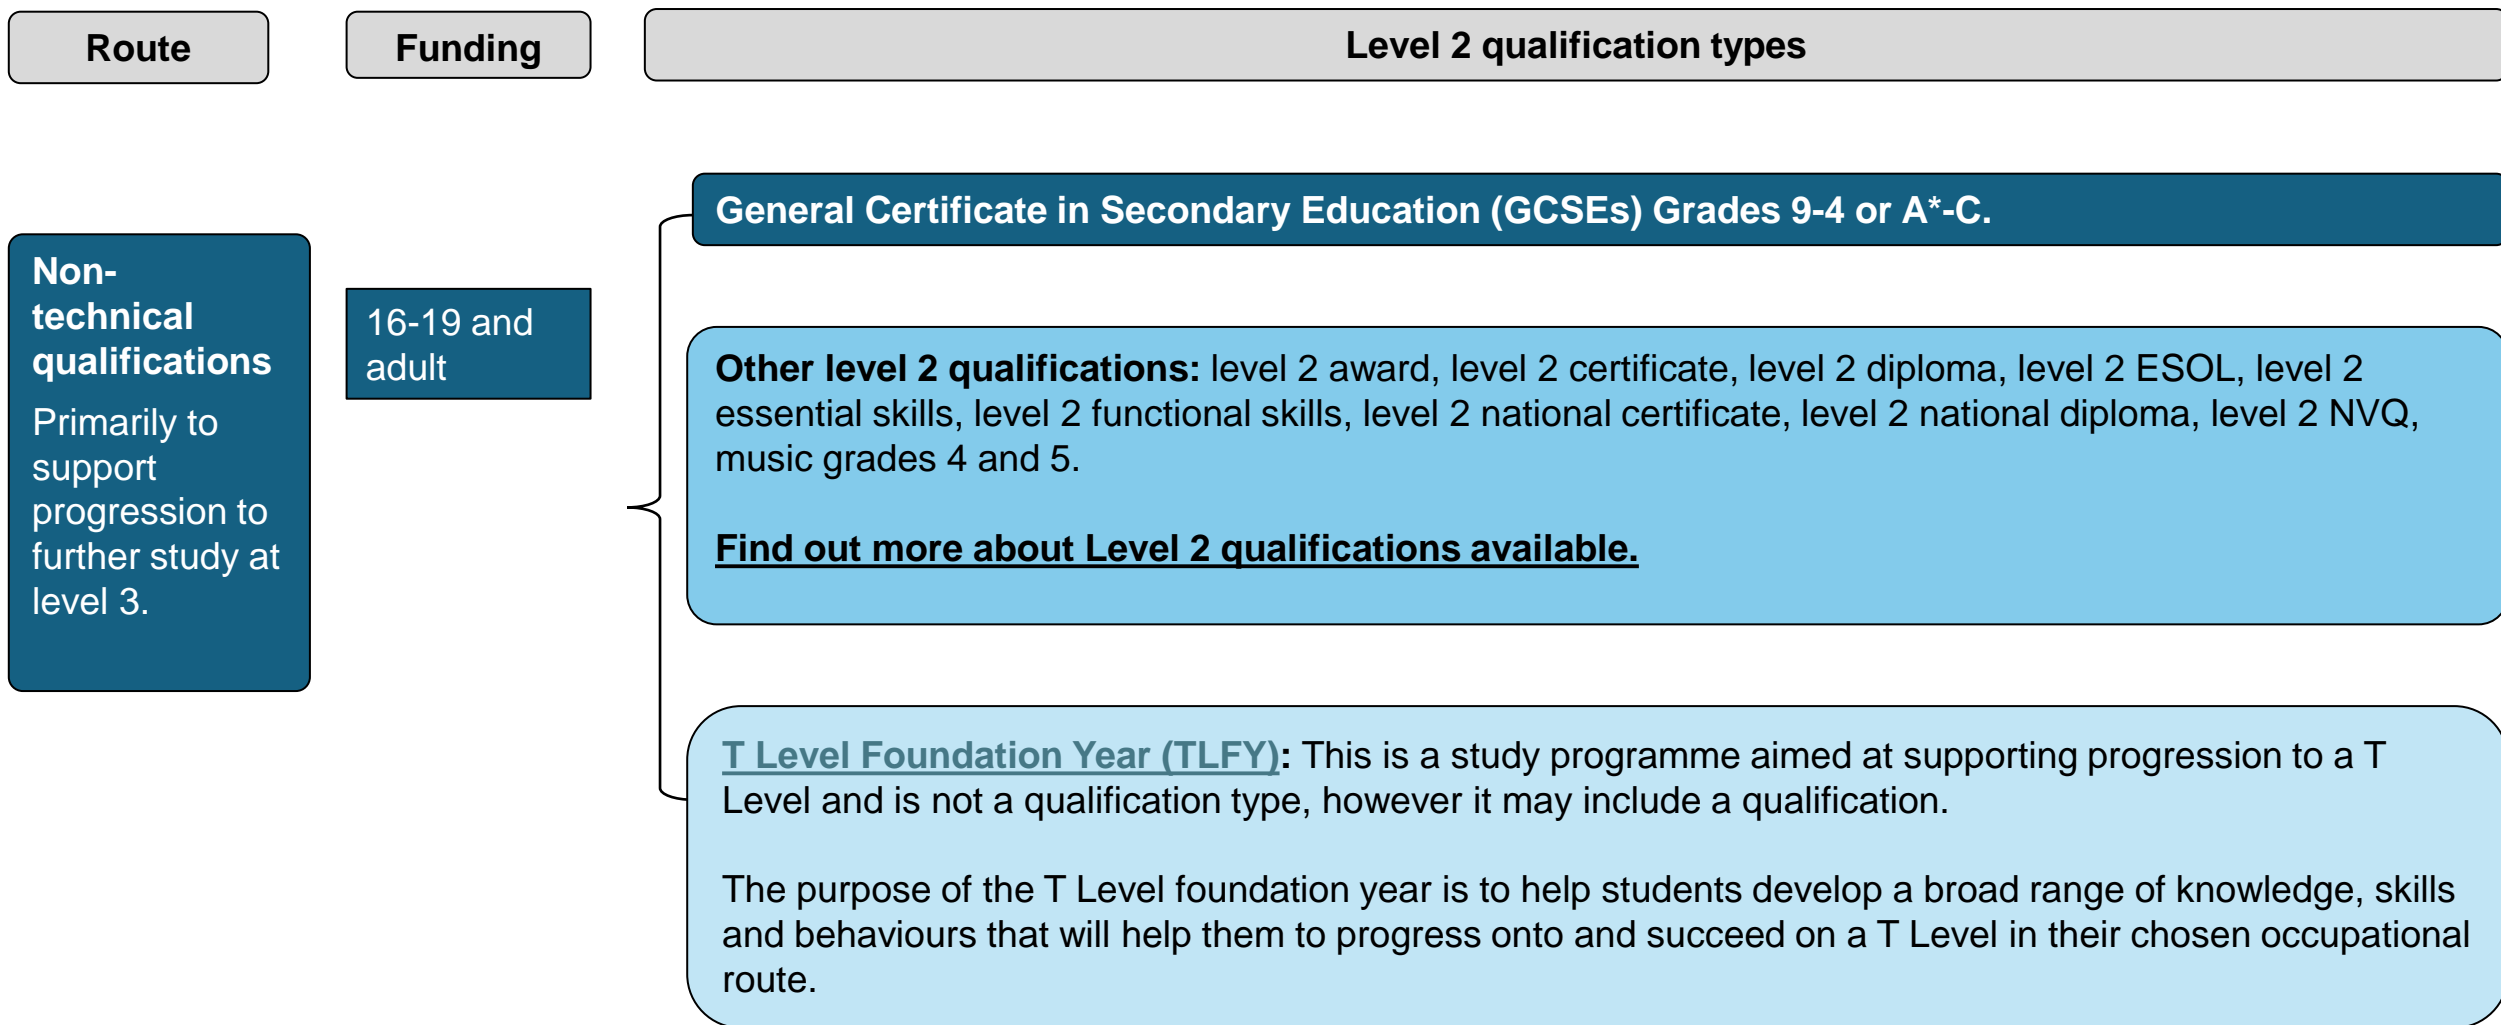 Route
Funding
Level 2 qualification types
Non-
technical
qualifications
Primarily to
support
progression to
further study at
level 3.
16-19 and
adult
General Certificate in Secondary Education (GCSEs) Grades 9-4 or A*-C.
Other level 2 qualifications: level 2 award, level 2 certificate, level 2 diploma, level 2 ESOL, level 2
essential skills, level 2 functional skills, level 2 national certificate, level 2 national diploma, level 2 NVQ,
music grades 4 and 5.
Find out more about Level 2 qualifications available.
T Level Foundation Year (TLFY): This is a study programme aimed at supporting progression to a T
Level and is not a qualification type, however it may include a qualification.
The purpose of the T Level foundation year is to help students develop a broad range of knowledge, skills
and behaviours that will help them to progress onto and succeed on a T Level in their chosen occupational
route.